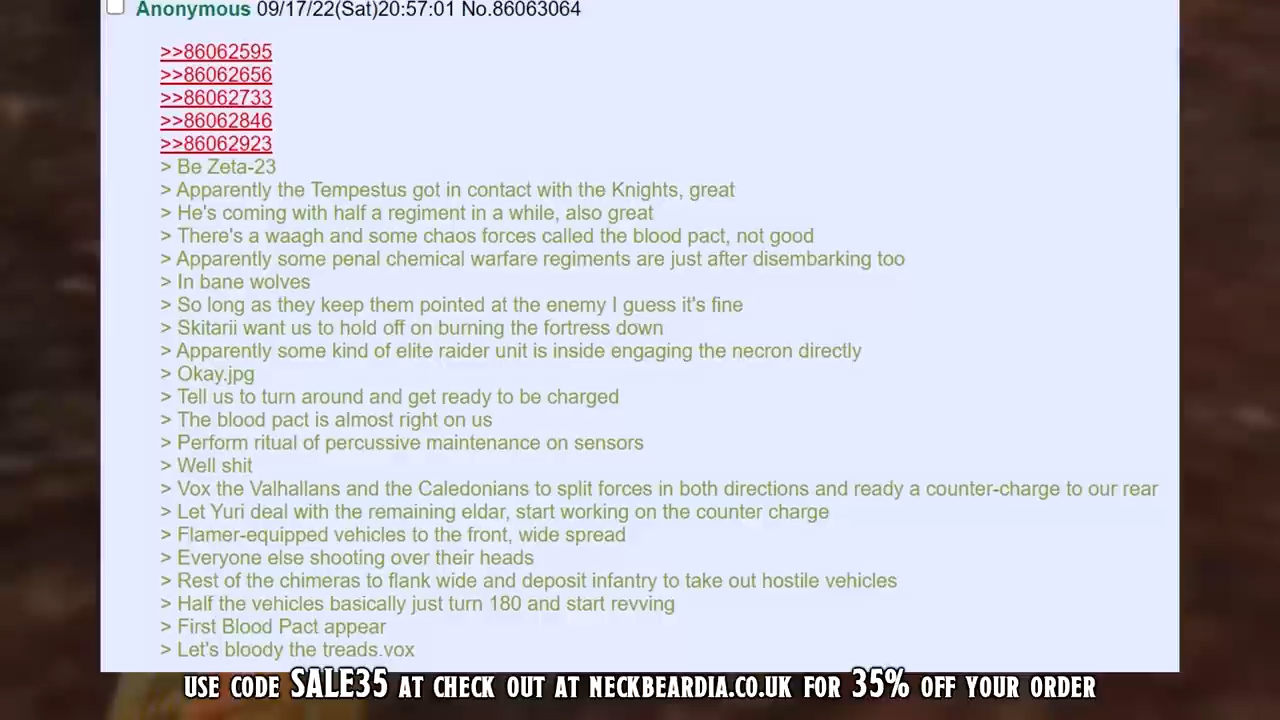 Anonymous 09/17/22(Sat)20:57:01 No.86063064
>>86062595
>>86062656
>>86062733
>>86062846
>>86062923
> Be Zeta-23
> Apparently the Tempestus got in contact with the Knights, great
> He's coming with half a regiment in a while, also great
> There's a waagh and some chaos forces called the blood pact, not good
> Apparently some penal chemical warfare regiments are just after disembarking too
> In bane wolves
> So long as they keep them pointed at the enemy I guess it's fine
> Skitarii want us to hold off on burning the fortress down
> Apparently some kind of elite raider unit is inside engaging the necron directly
> Okay.jpg
> Tell us to turn around and get ready to be charged
> The blood pact is almost right on us
> Perform ritual of percussive maintenance on sensors
> Well shit
> Vox the Valhallans and the Caledonians to split forces in both directions and ready a counter-charge to our rear
> Let Yuri deal with the remaining eldar, start working on the counter charge
> Flamer-equipped vehicles to the front, wide spread
> Everyone else shooting over their heads
> Rest of the chimeras to flank wide and deposit infantry to take out hostile vehicles
> Half the vehicles basically just turn 180 and start revving
> First Blood Pact appear
> Let's bloody the treads.vox
USE CODE SALE35 AT CHECK OUT AT NECKBEARDIA.CO.UK FOR 35% OFF YOUR ORDER